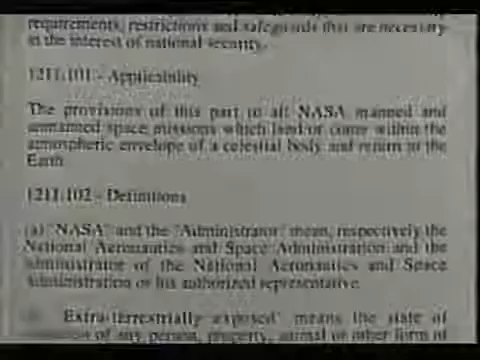 requirements, restrictions and safeguards that are necessary
in the interest of national security.
1211.101 - Applicability
The provisions of this part to all NASA manned and
unmanned space missions which land or come within the
atmospheric envelope of a celestial body and return to the
Earth
1211.102 - Definitions
(a) "NASA" and the "Administrator" mean, respectively the
National Aeronautics and Space Administration and the
administrator of the National Aeronautics and Space
Administration or his authorized representative.
Extra-terrestrially exposed" means the state of
of any person, property, animal or other form of